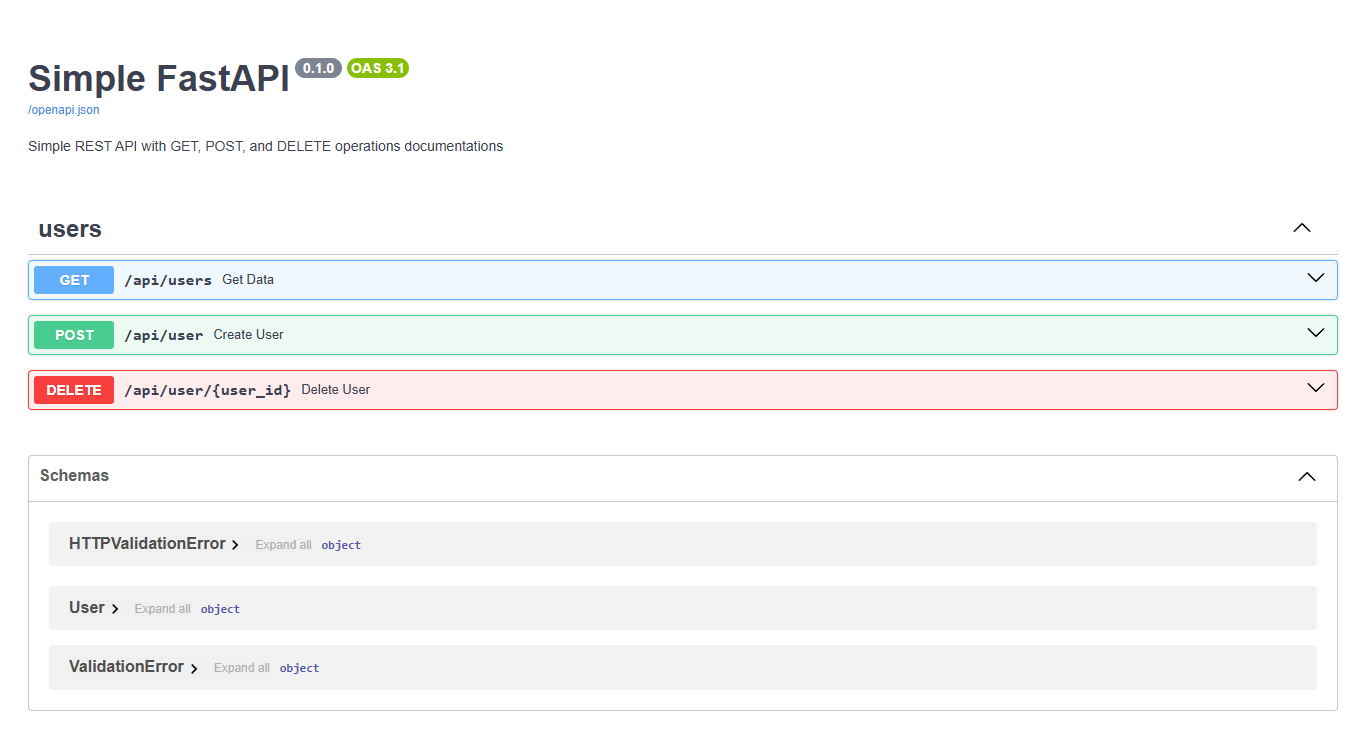 Simple FastAPI 0.1.0 OAS 3.1
/openapi.json
Simple REST API with GET, POST, and DELETE operations documentations
users
GET /api/users Get Data
POST /api/user Create User
DELETE /api/user/{user_id} Delete User
Schemas
HTTPValidationError Expand all object
User Expand all object
ValidationError Expand all object